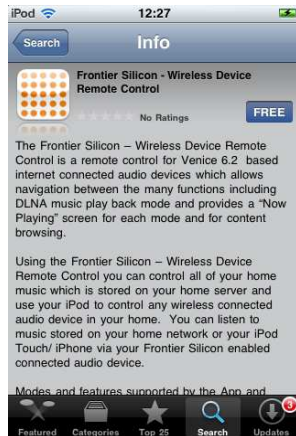 iPod 12:27
Search Info
Frontier Silicon - Wireless Device
Remote Control
No Ratings
FREE
The Frontier Silicon – Wireless Device Remote
Control is a remote control for Venice 6.2 based
internet connected audio devices which allows
navigation between the many functions including
DLNA music play back mode and provides a “Now
Playing” screen for each mode and for content
browsing.
Using the Frontier Silicon – Wireless Device
Remote Control you can control all of your home
music which is stored on your home server and
use your iPod to control any wireless connected
audio device in your home. You can listen to
music stored on your home network or your iPod
Touch/ iPhone via your Frontier Silicon enabled
connected audio device.
Modes and features supported by the App and
3
Featured Categories Top 25 Search Updates